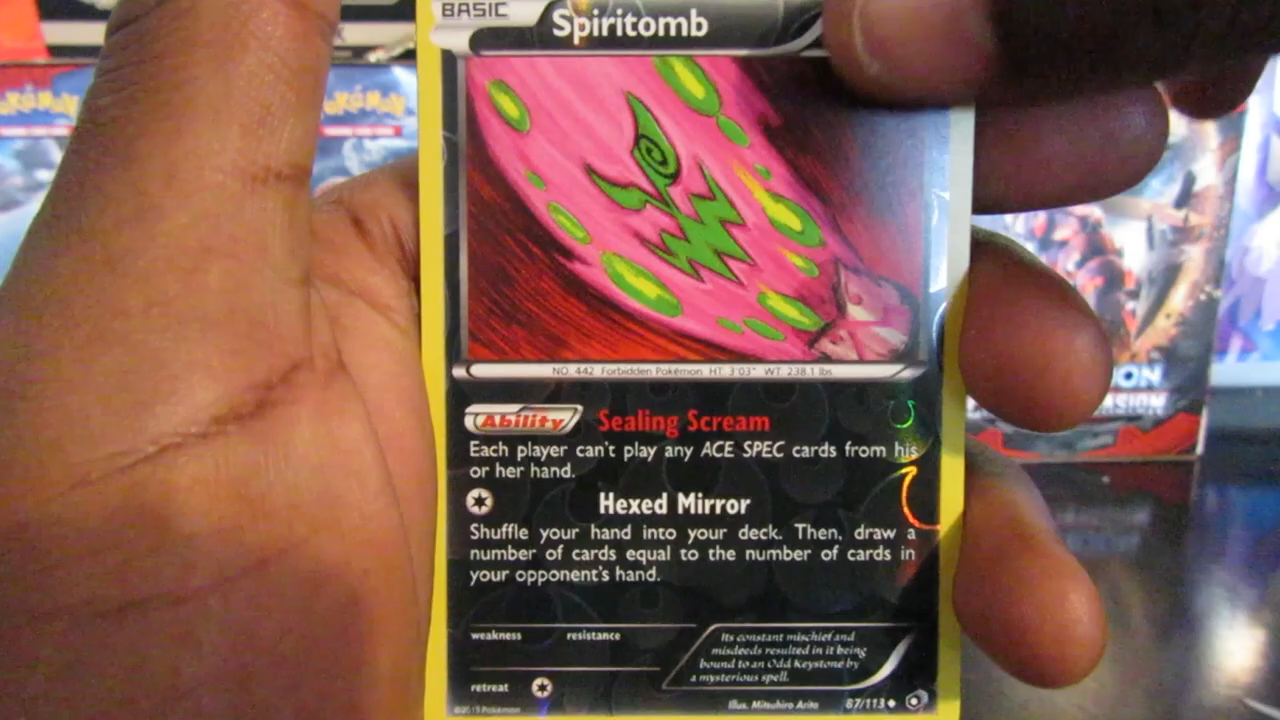 BASIC
Spiritomb
OKÉMON
OKÉMON
NO. 442 Forbidden Pokémon HT: 3'03" WT: 238.1 lbs.
Ability Sealing Scream
Each player can't play any ACE SPEC cards from his
or her hand.
Hexed Mirror
Shuffle your hand into your deck. Then, draw a
number of cards equal to the number of cards in
your opponent's hand.
ON
weakness resistance
Its constant mischief and
misdeeds resulted in it being
bound to an Odd Keystone by
a mysterious spell.
retreat
©2013 Pokémon
Illus. Mitsuhiro Arita 87/113